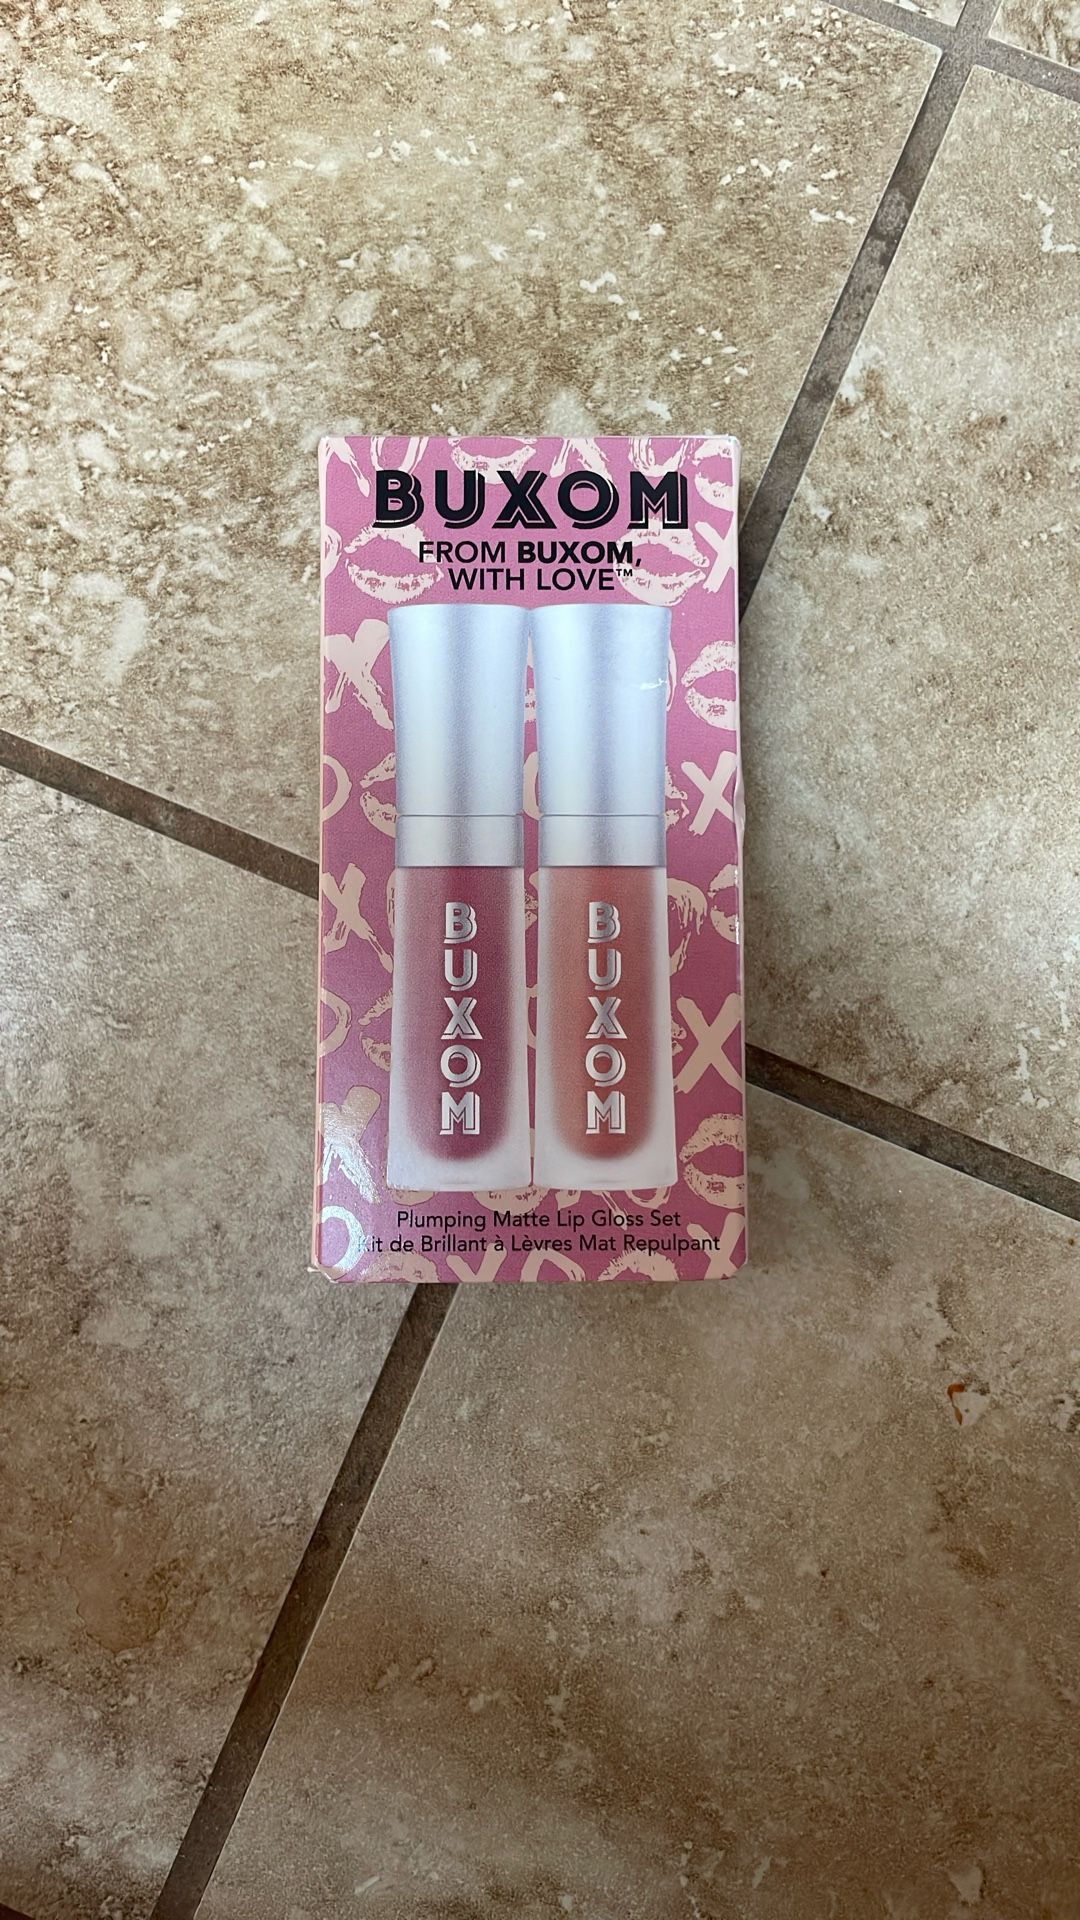 BUXOM
FROM BUXOM,
WITH LOVE™
BUXOM
BUXOM
Plumping Matte Lip Gloss Set
Kit de Brillant à Lèvres Mat Repulpant